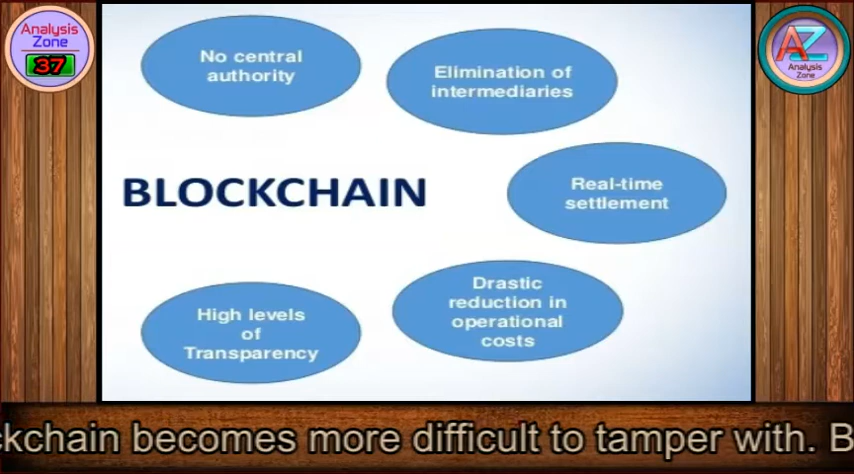 Analysis
Zone
37
AZ
Analysis
Zone
No central
authority
Elimination of
intermediaries
BLOCKCHAIN
Real-time
settlement
Drastic
reduction in
operational
costs
High levels
of
Transparency
ckchain becomes more difficult to tamper with. B